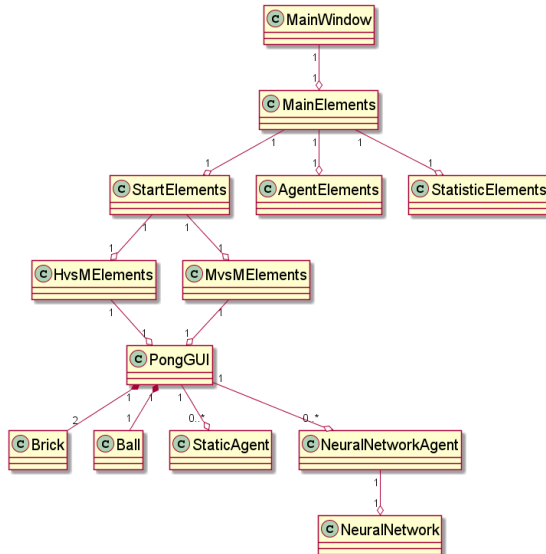 C MainWindow
1
1
C MainElements
1 1 1
1 1 1
C StartElements C AgentElements C StatisticElements
1 1
1 1
C HvsMElements C MvsMElements
1 1
1 1
C PongGUI
1 1 1 1
2 1 0..* 0..*
C Brick C Ball C StaticAgent C NeuralNetworkAgent
1
1
C NeuralNetwork